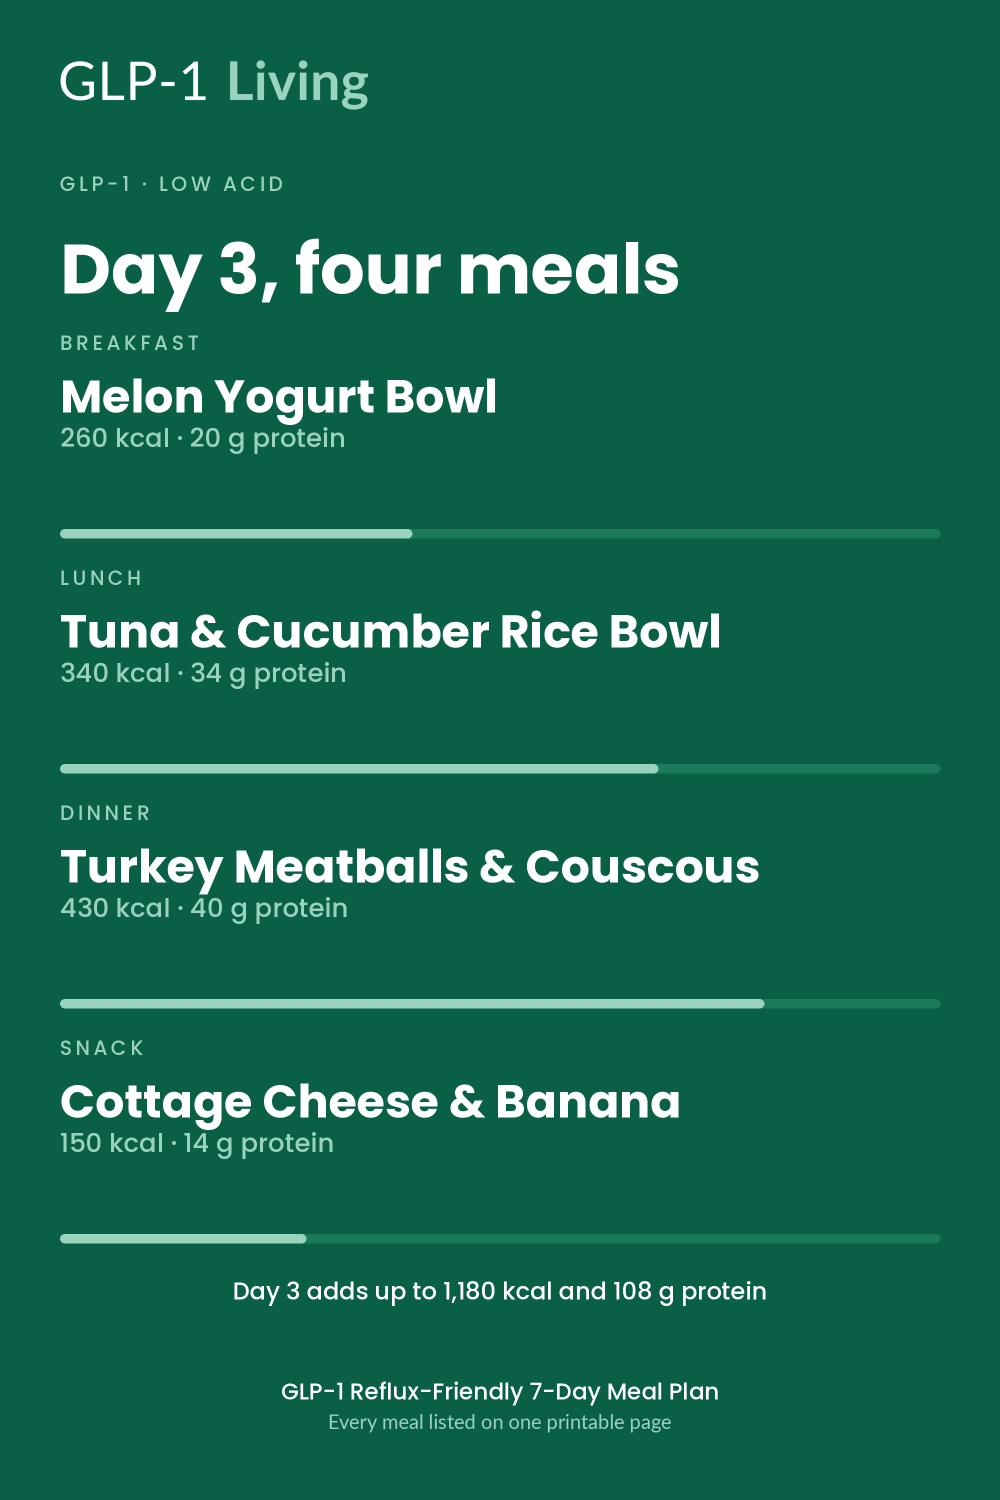 GLP-1 Living
GLP-1 · LOW ACID
Day 3, four meals
BREAKFAST
Melon Yogurt Bowl
260 kcal · 20 g protein
LUNCH
Tuna & Cucumber Rice Bowl
340 kcal · 34 g protein
DINNER
Turkey Meatballs & Couscous
430 kcal · 40 g protein
SNACK
Cottage Cheese & Banana
150 kcal · 14 g protein
Day 3 adds up to 1,180 kcal and 108 g protein
GLP-1 Reflux-Friendly 7-Day Meal Plan
Every meal listed on one printable page